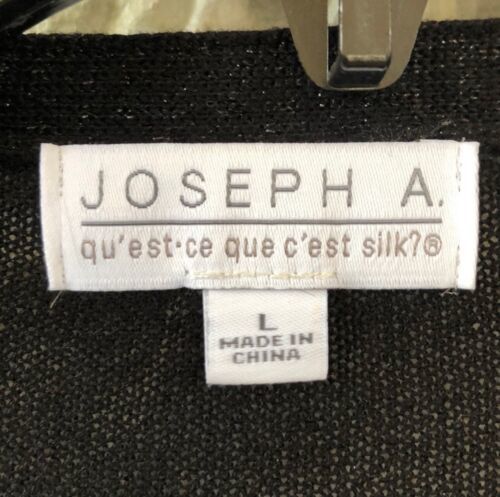 JOSEPH A.
qu'est·ce que c'est silk?®
L
MADE IN
CHINA